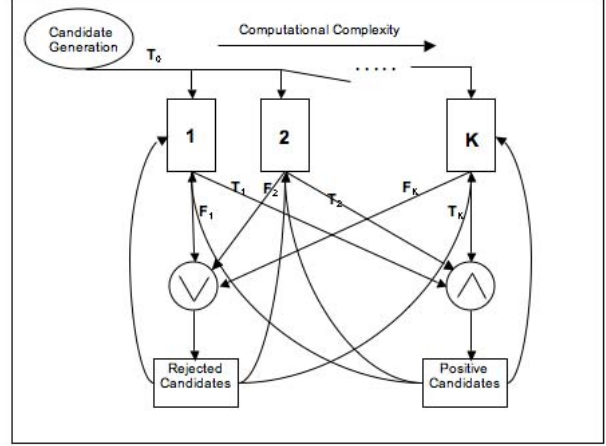 Candidate
Generation
Computational Complexity
T₀
.....
1
2
K
T₁
F₂
T₂
Fₖ
F₁
Tₖ
Rejected
Candidates
Positive
Candidates